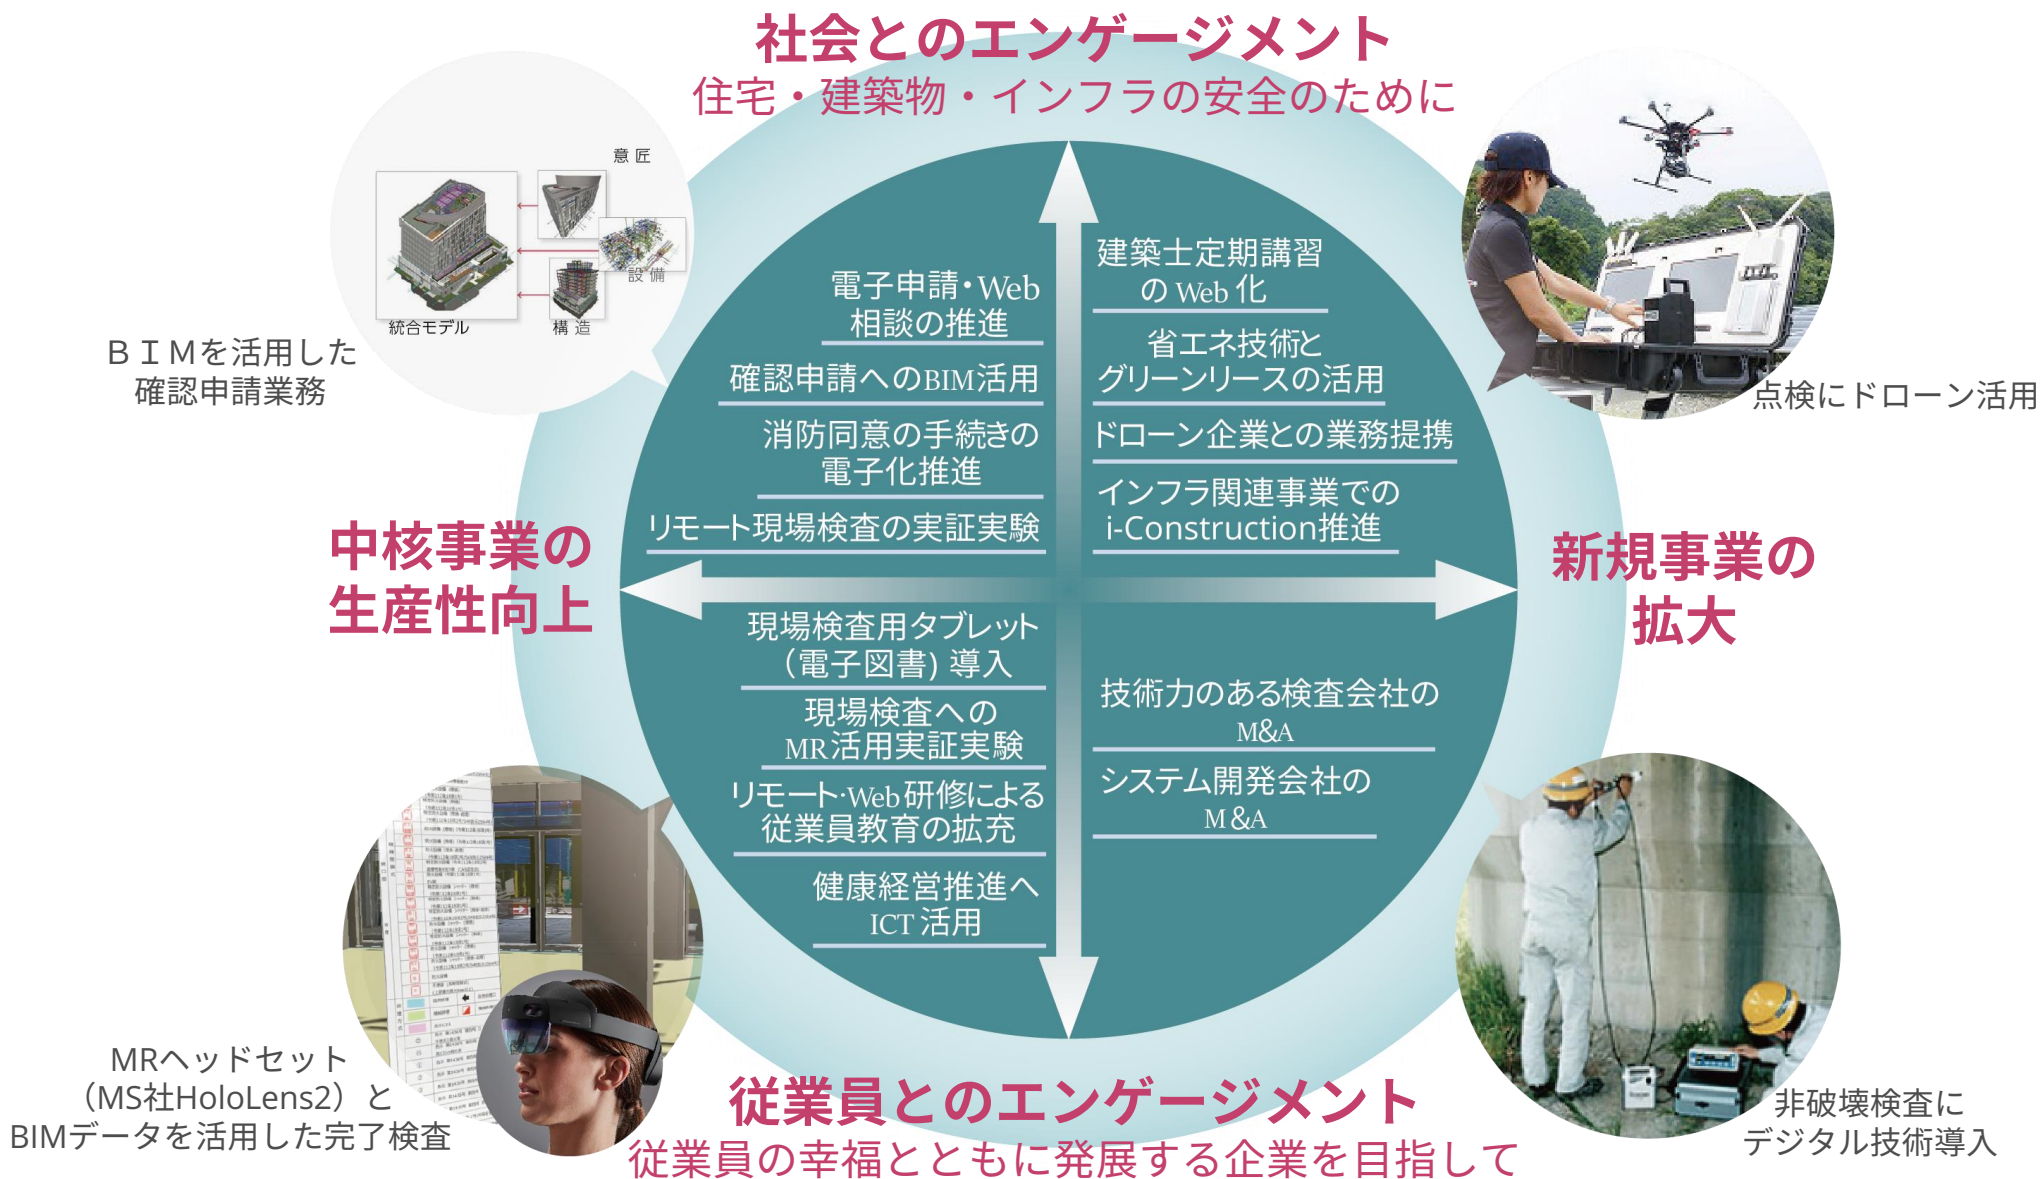 社会とのエンゲージメント
住宅・建築物・インフラの安全のために
意匠
設備
統合モデル
構造
ＢＩＭを活用した
確認申請業務
点検にドローン活用
電子申請・Web
相談の推進
確認申請へのBIM活用
消防同意の手続きの
電子化推進
リモート現場検査の実証実験
建築士定期講習
のWeb化
省エネ技術と
グリーンリースの活用
ドローン企業との業務提携
インフラ関連事業での
i-Construction推進
中核事業の
生産性向上
新規事業の
拡大
現場検査用タブレット
（電子図書）導入
現場検査への
MR活用実証実験
リモート・Web研修による
従業員教育の拡充
健康経営推進へ
ICT活用
技術力のある検査会社の
M&A
システム開発会社の
M&A
MRヘッドセット
（MS社HoloLens2）と
BIMデータを活用した完了検査
非破壊検査に
デジタル技術導入
従業員とのエンゲージメント
従業員の幸福とともに発展する企業を目指して